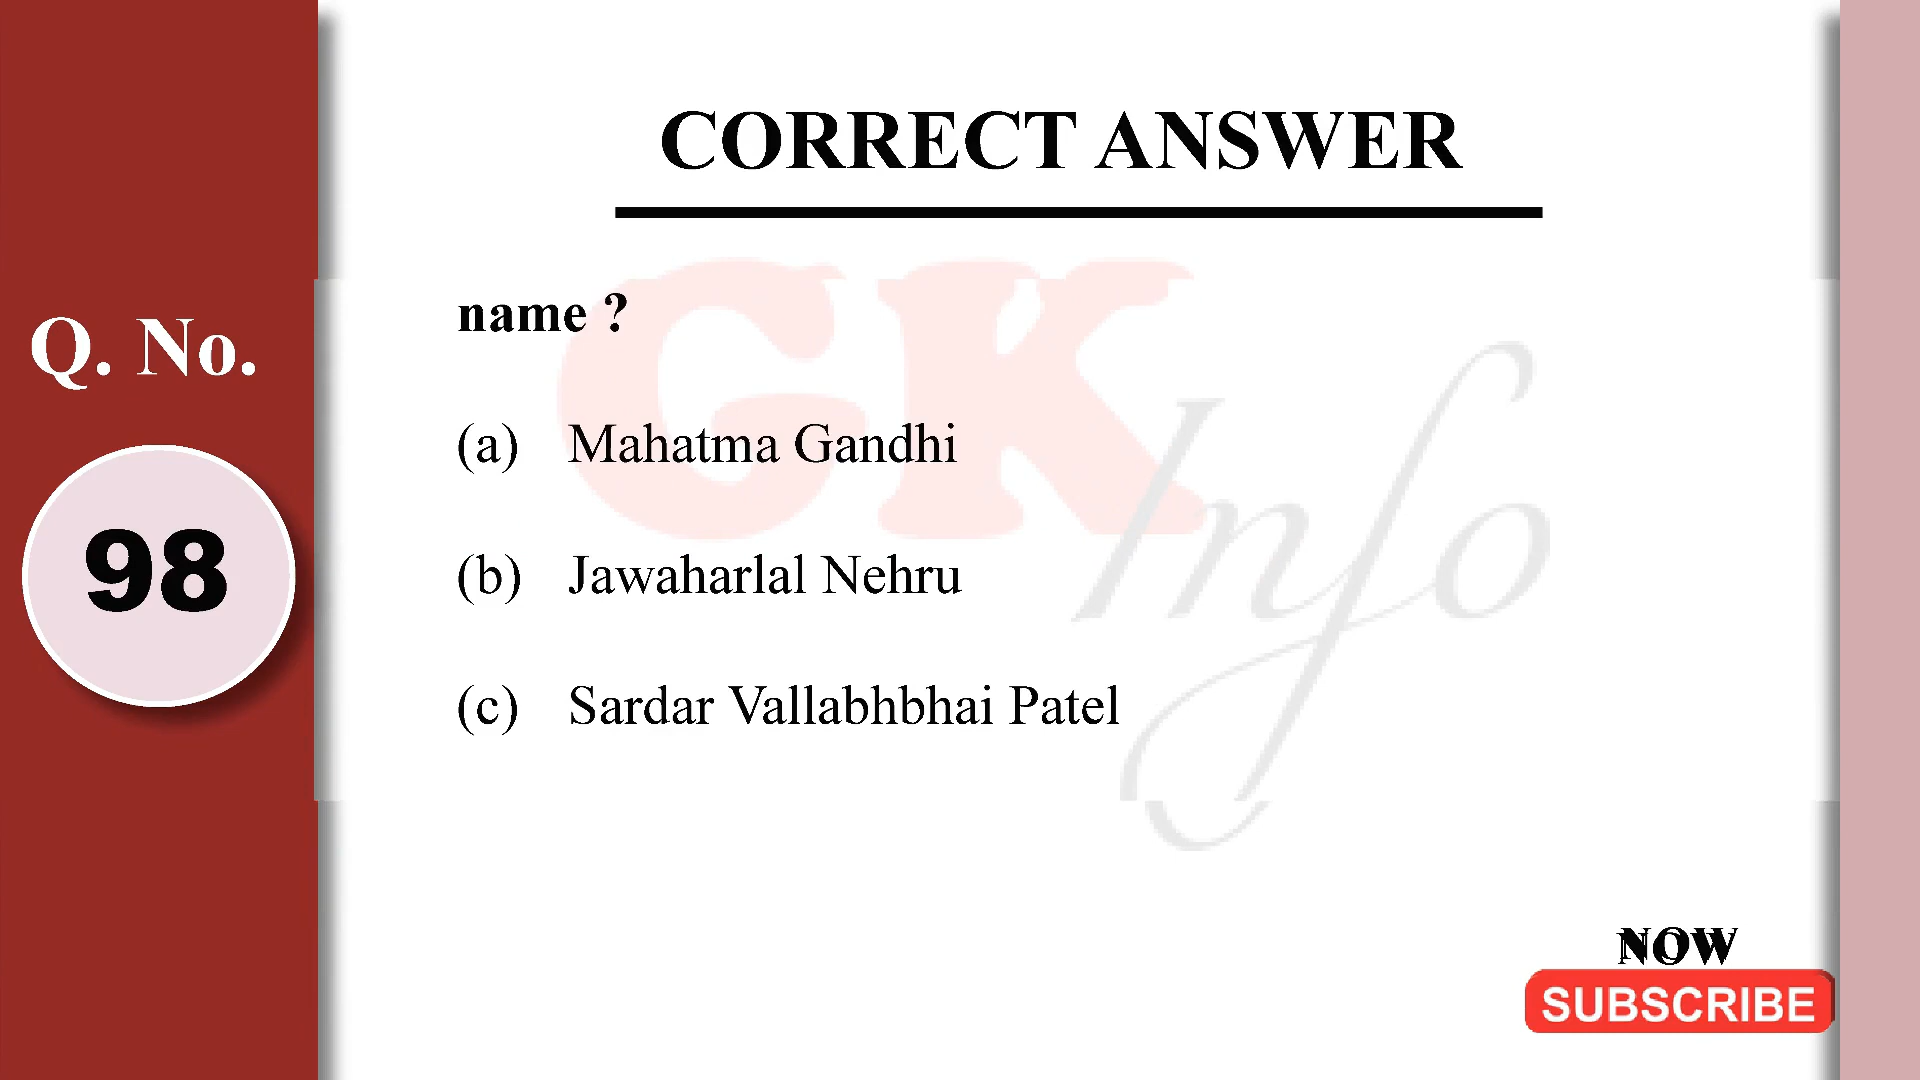 CORRECT ANSWER
Q. No.
98
name ?
(a) Mahatma Gandhi
(b) Jawaharlal Nehru
(c) Sardar Vallabhbhai Patel
GK
Info
NOW
SUBSCRIBE